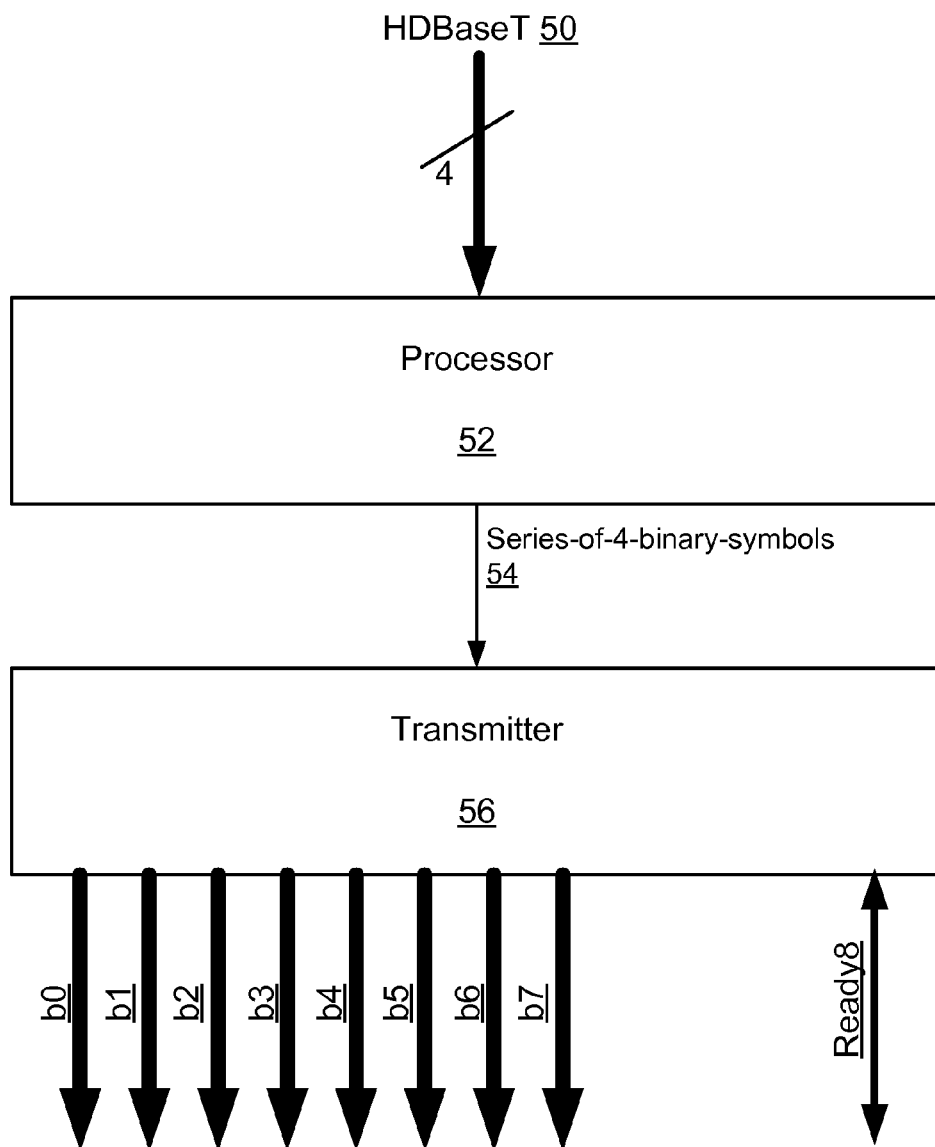 HDBaseT 50
4
Processor
52
Series-of-4-binary-symbols
54
Transmitter
56
b0
b1
b2
b3
b4
b5
b6
b7
Ready8